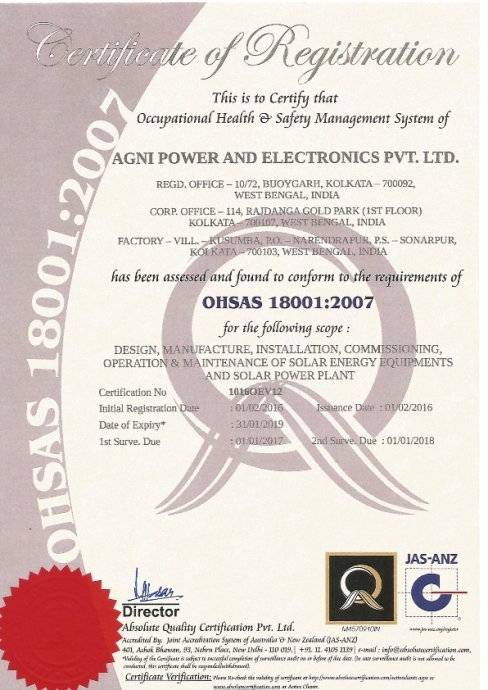 Certificate of Registration
This is to Certify that
Occupational Health & Safety Management System of
AGNI POWER AND ELECTRONICS PVT. LTD.
REGD. OFFICE – 10/72, BIJOYGARH, KOLKATA – 700092,
WEST BENGAL, INDIA
CORP. OFFICE – 114, RAJDANGA GOLD PARK (1ST FLOOR)
KOLKATA – 700107, WEST BENGAL, INDIA
FACTORY – VILL. – KUSUMBA, P.O. – NARENDRAPUR, P.S. – SONARPUR,
KOLKATA – 700103, WEST BENGAL, INDIA
has been assessed and found to conform to the requirements of
OHSAS 18001:2007
for the following scope :
DESIGN, MANUFACTURE, INSTALLATION, COMMISSIONING,
OPERATION & MAINTENANCE OF SOLAR ENERGY EQUIPMENTS
AND SOLAR POWER PLANT
Certification No 1016OEV12
Initial Registration Date : 01/02/2016 Issuance Date : 01/02/2016
Date of Expiry* : 31/01/2019
1st Surve. Due : 01/01/2017 2nd Surve. Due : 01/01/2018
OHSAS 18001:2007
JAS-ANZ
Director
M4570910IN
www.jas-anz.org/register
Absolute Quality Certification Pvt. Ltd.
Accredited By: Joint Accreditation System of Australia & New Zealand (JAS-ANZ)
401, Ashok Bhawan, 93, Nehru Place, New Delhi - 110 019. | +91. 11. 4105 1139 | e-mail : info@absolutecertification.com
*Validity of the Certificate is subject to successful completion of surveillance audit on or before of due date. (In case surveillance audit is not allowed to be
conducted, this certificate shall be suspended/withdrawn).
Certificate Verification: Please Re-check the validity of certificate at http://www.absolutecertification.com/activeclients.aspx or
www.absolutecertification.com at Active Clients.